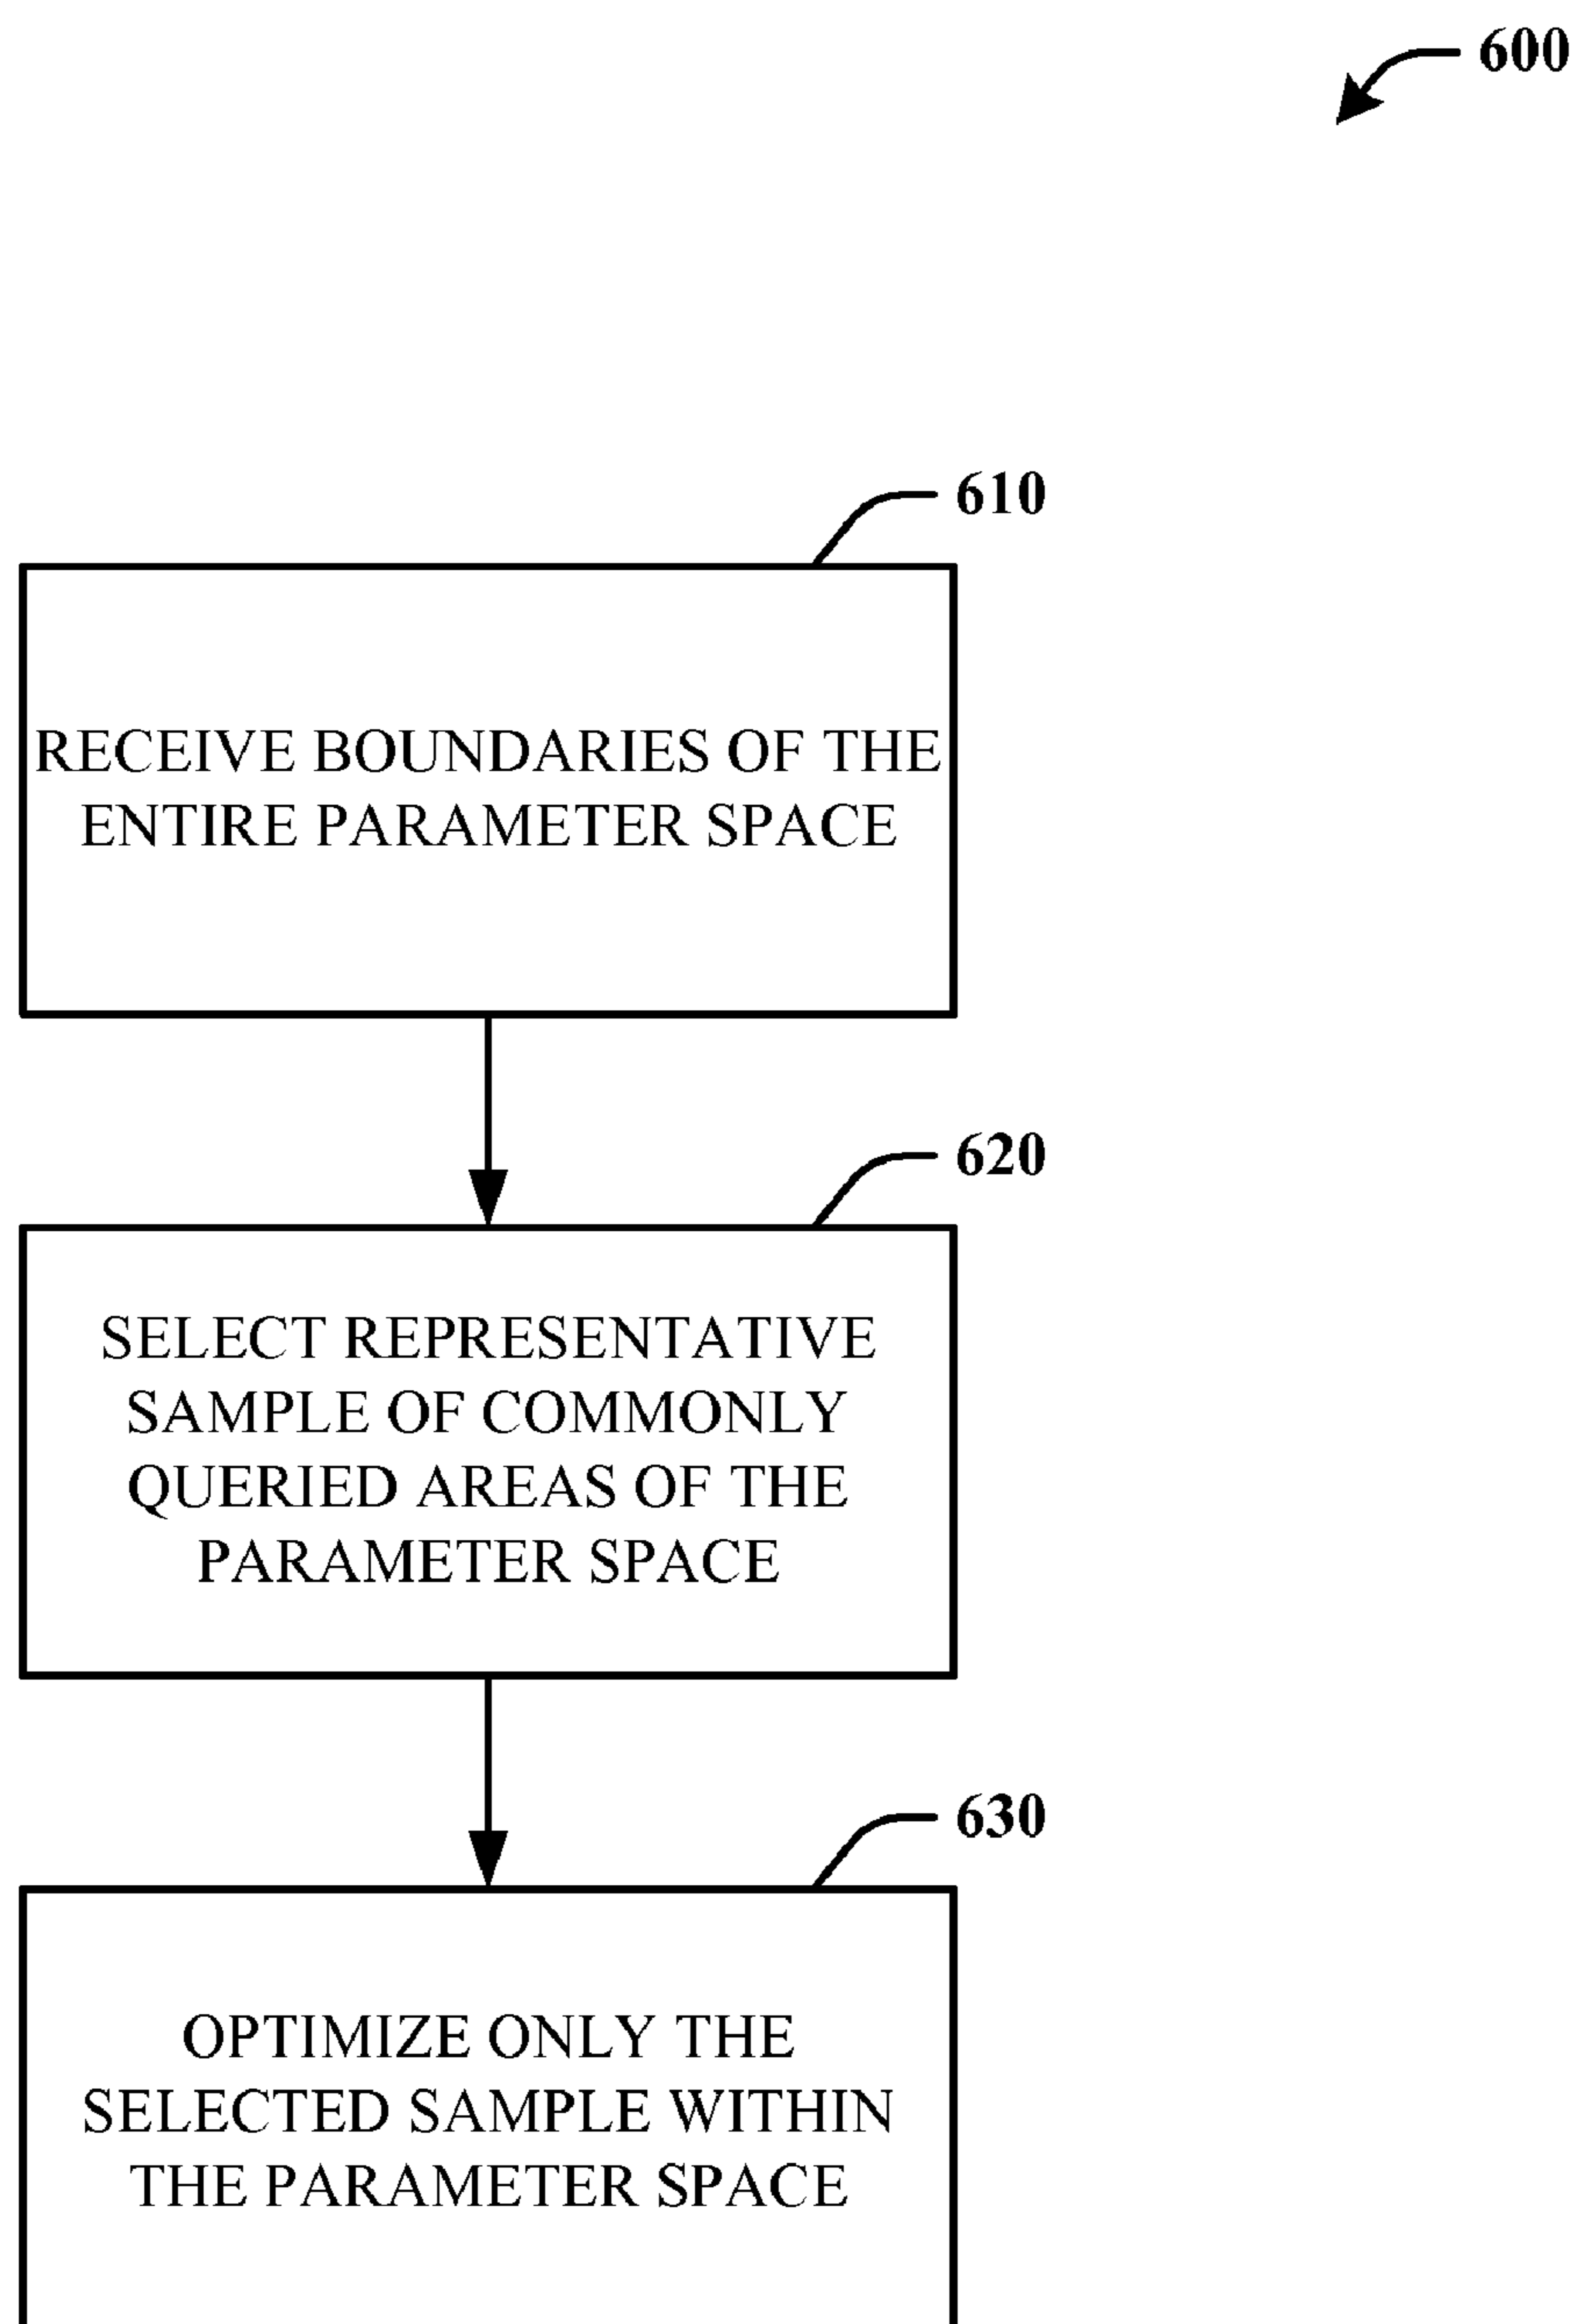 600
610
RECEIVE BOUNDARIES OF THE
ENTIRE PARAMETER SPACE
620
SELECT REPRESENTATIVE
SAMPLE OF COMMONLY
QUERIED AREAS OF THE
PARAMETER SPACE
630
OPTIMIZE ONLY THE
SELECTED SAMPLE WITHIN
THE PARAMETER SPACE